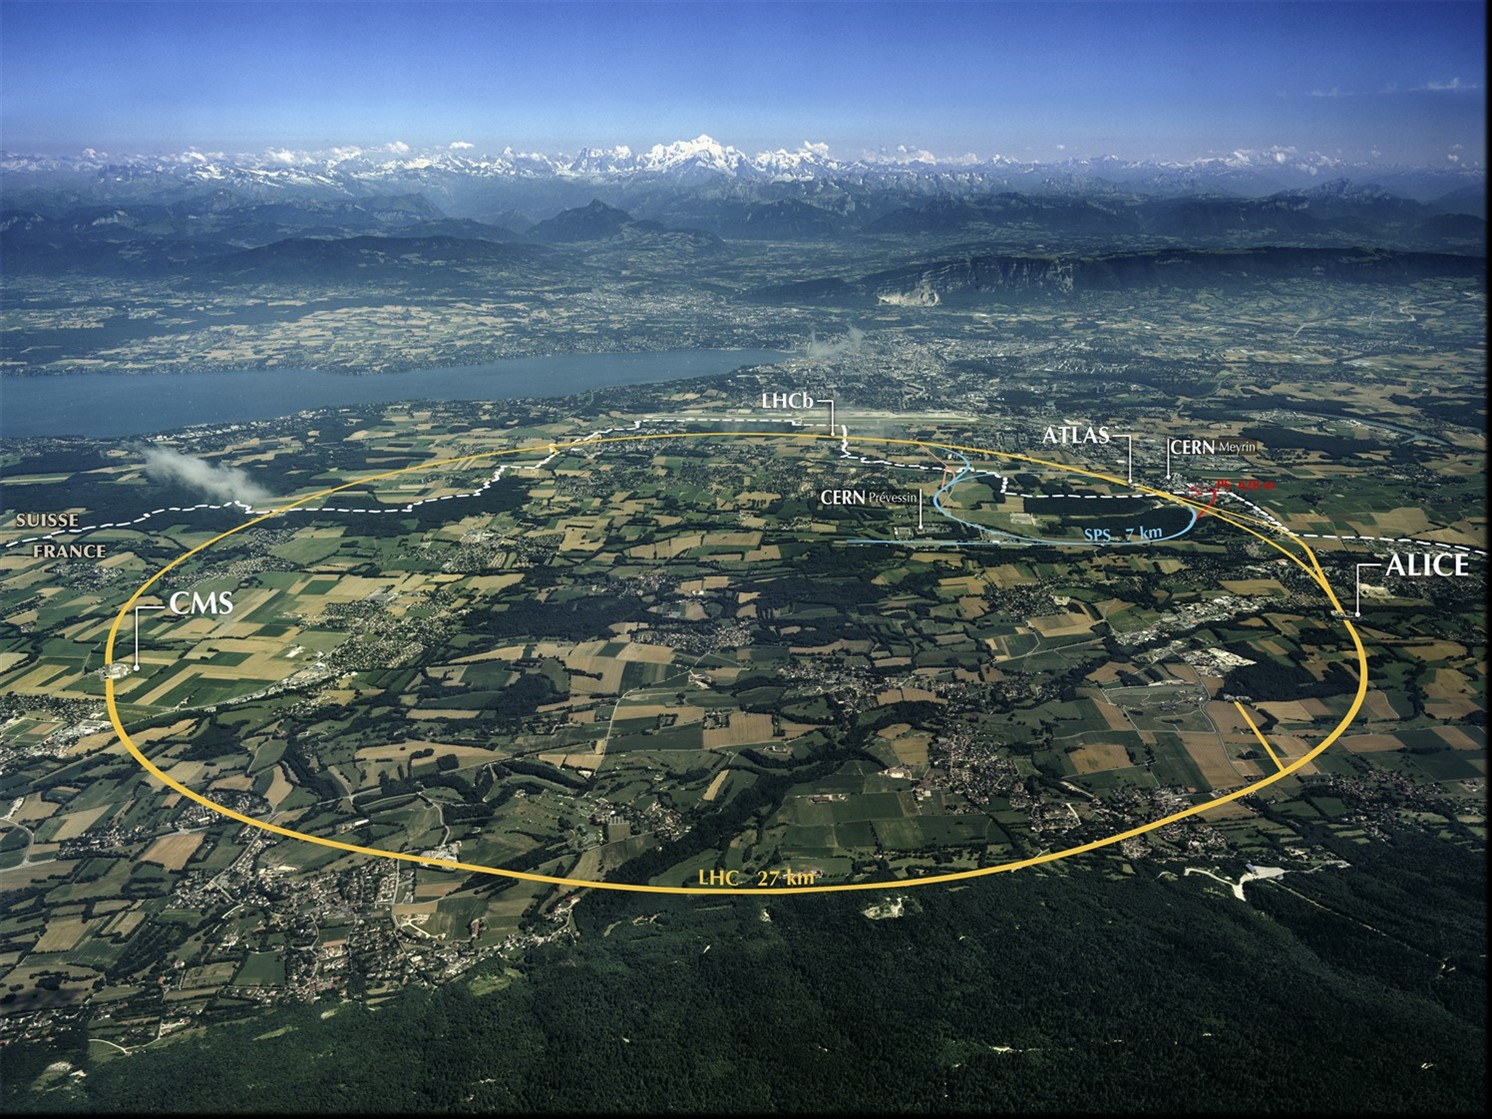 LHCb
ATLAS
CERN Meyrin
CERN Prévessin
SUISSE
FRANCE
SPS 7 km
ALICE
CMS
LHC 27 km